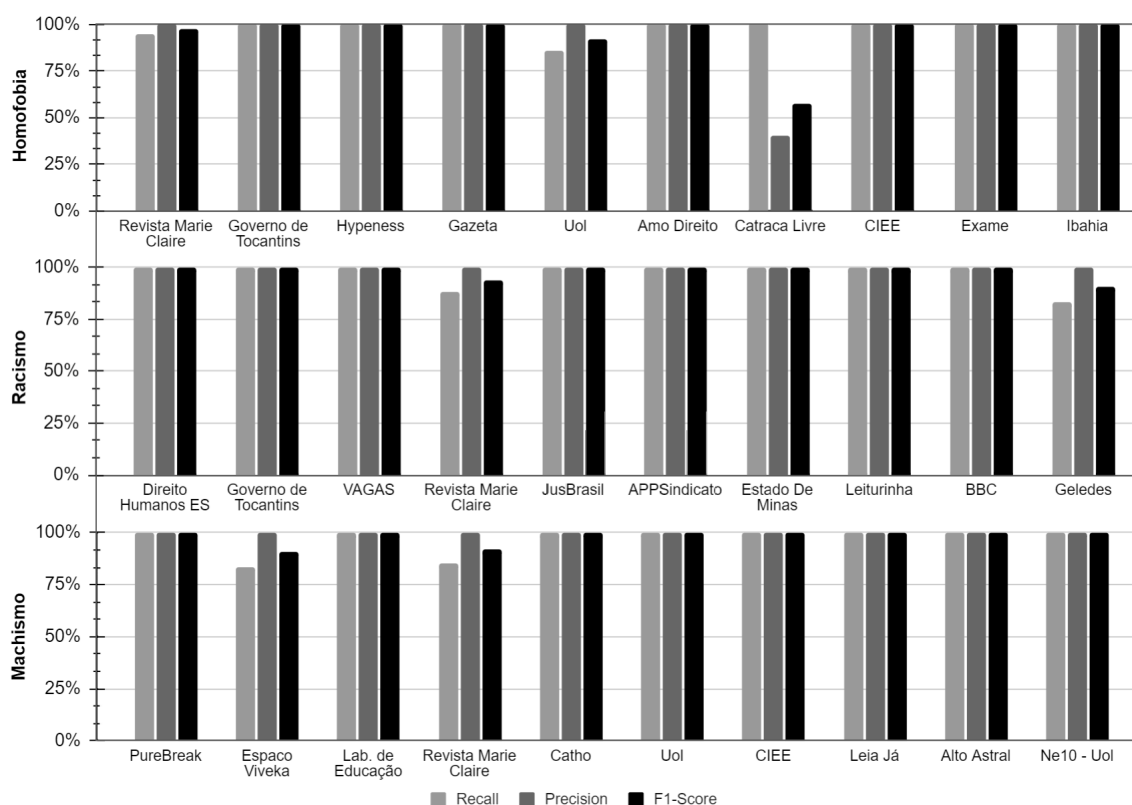 Homofobia
100%
75%
50%
25%
0%
Revista Marie
Claire
Governo de
Tocantins
Hypeness
Gazeta
Uol
Amo Direito
Catraca Livre
CIEE
Exame
Ibahia
Racismo
100%
75%
50%
25%
0%
Direito
Humanos ES
Governo de
Tocantins
VAGAS
Revista Marie
Claire
JusBrasil
APPSindicato
Estado De
Minas
Leiturinha
BBC
Geledes
Machismo
100%
75%
50%
25%
0%
PureBreak
Espaco
Viveka
Lab. de
Educação
Revista Marie
Claire
Catho
Uol
CIEE
Leia Já
Alto Astral
Ne10 - Uol
Recall Precision F1-Score